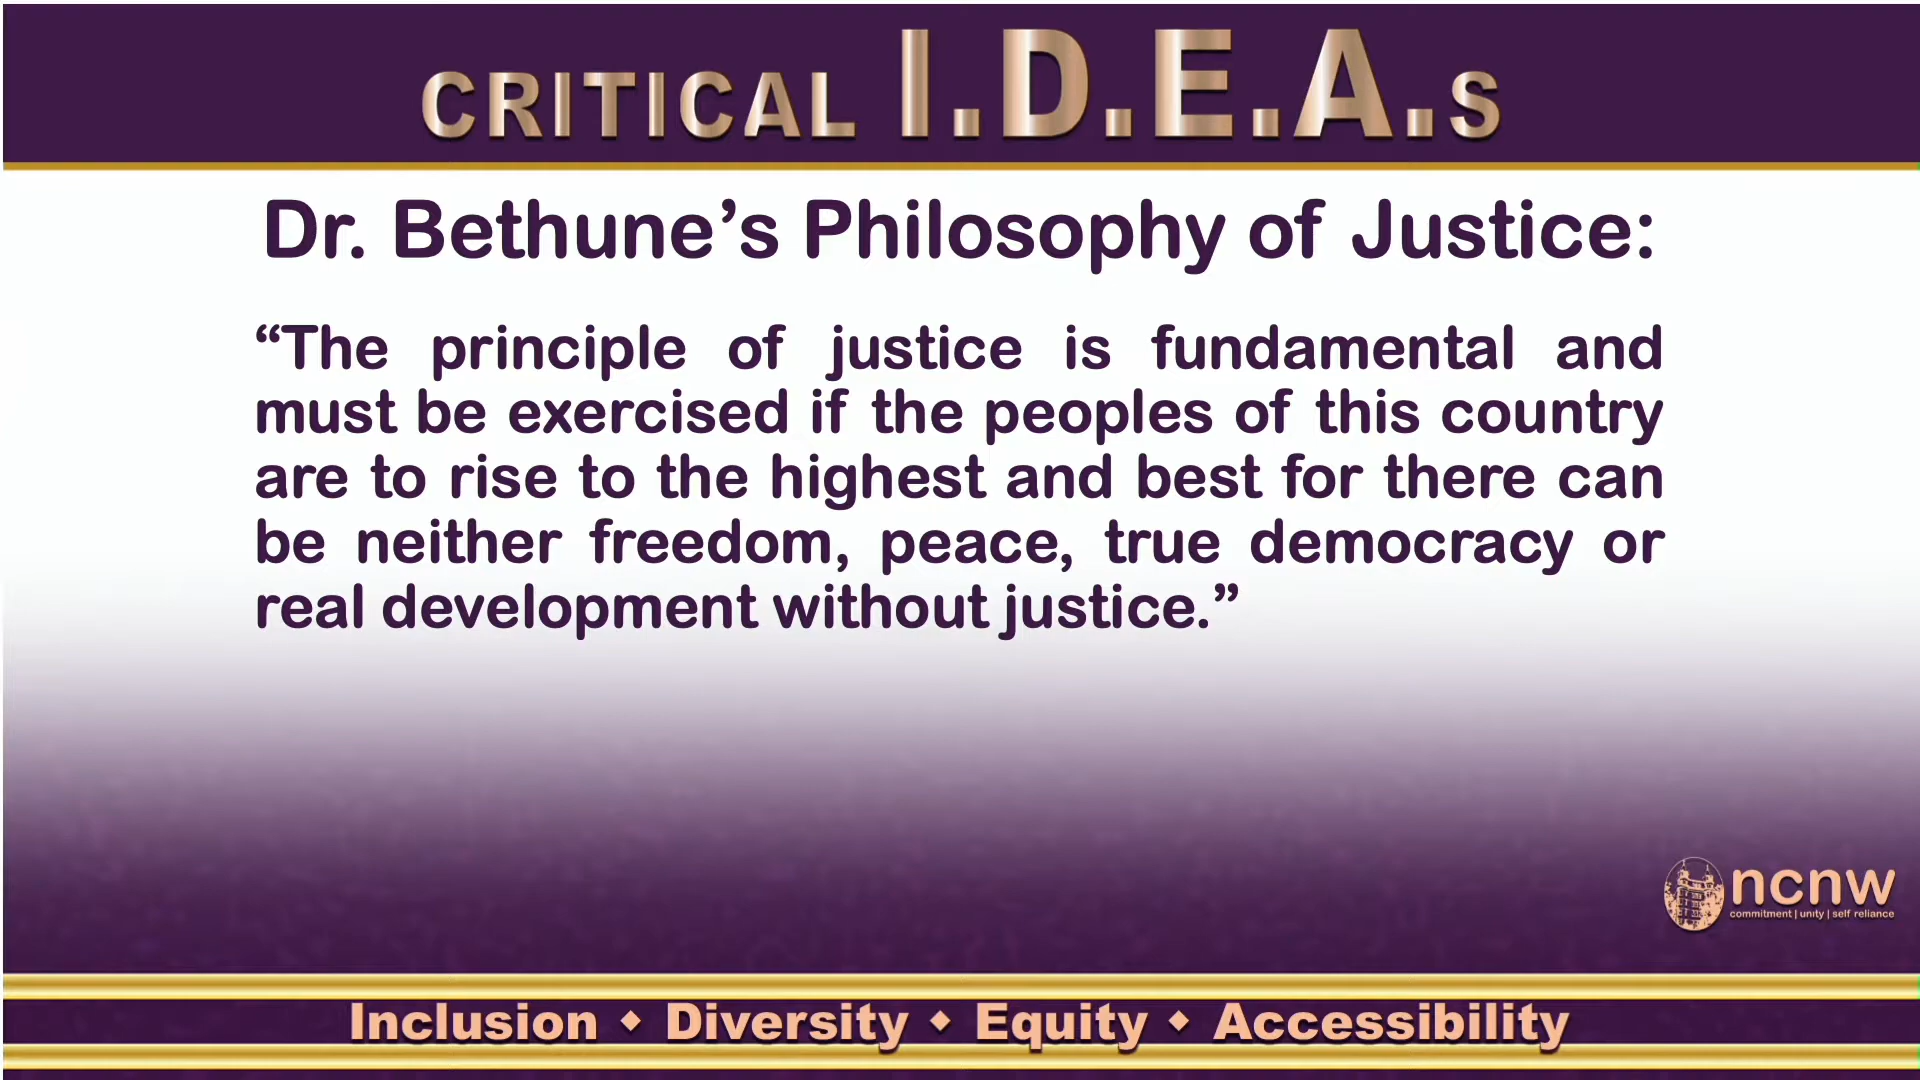 CRITICAL I.D.E.A.s
Dr. Bethune’s Philosophy of Justice:
“The principle of justice is fundamental and
must be exercised if the peoples of this country
are to rise to the highest and best for there can
be neither freedom, peace, true democracy or
real development without justice.”
ncnw
commitment | unity | self reliance
Inclusion ◆ Diversity ◆ Equity ◆ Accessibility